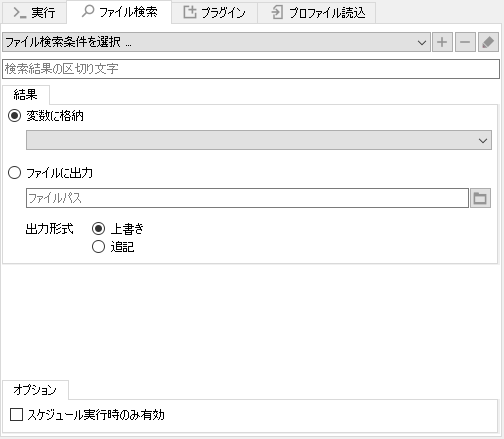 実行 ファイル検索 プラグイン プロファイル読込
ファイル検索条件を選択 ...
検索結果の区切り文字
結果
変数に格納
ファイルに出力
ファイルパス
出力形式 上書き
追記
オプション
スケジュール実行時のみ有効